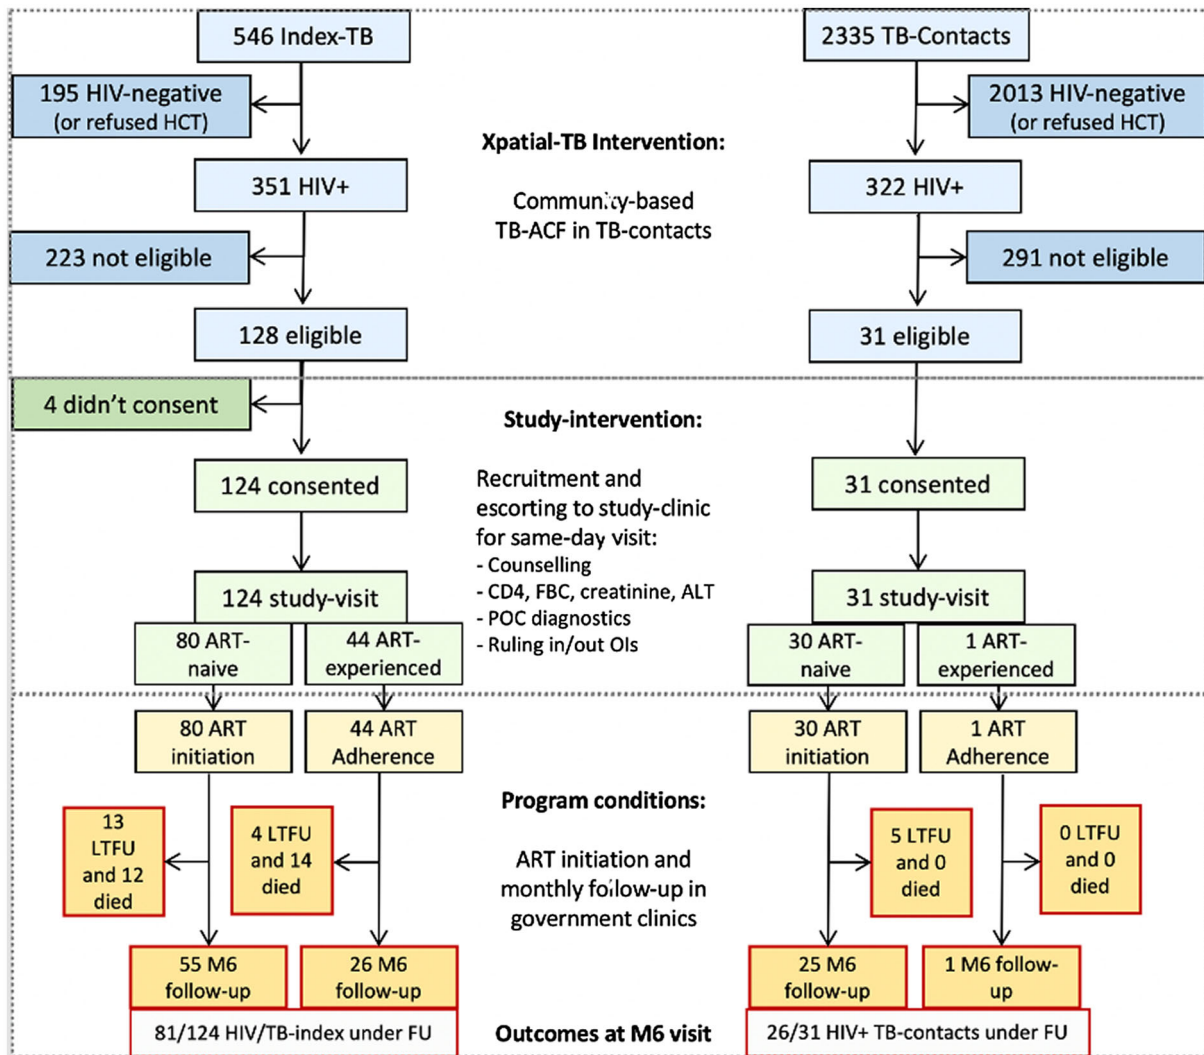 546 Index-TB
2335 TB-Contacts
195 HIV-negative
(or refused HCT)
2013 HIV-negative
(or refused HCT)
Xpatial-TB Intervention:
351 HIV+
322 HIV+
Community-based
TB-ACF in TB-contacts
223 not eligible
291 not eligible
128 eligible
31 eligible
4 didn't consent
Study-intervention:
124 consented
31 consented
Recruitment and
escorting to study-clinic
for same-day visit:
- Counselling
- CD4, FBC, creatinine, ALT
- POC diagnostics
- Ruling in/out OIs
124 study-visit
31 study-visit
80 ART-
naive
44 ART-
experienced
30 ART-
naive
1 ART-
experienced
80 ART
initiation
44 ART
Adherence
30 ART
initiation
1 ART
Adherence
Program conditions:
13
LTFU
and 12
died
4 LTFU
and 14
died
5 LTFU
and 0
died
0 LTFU
and 0
died
ART initiation and
monthly follow-up in
government clinics
55 M6
follow-up
26 M6
follow-up
25 M6
follow-up
1 M6 follow-
up
81/124 HIV/TB-index under FU
Outcomes at M6 visit
26/31 HIV+ TB-contacts under FU